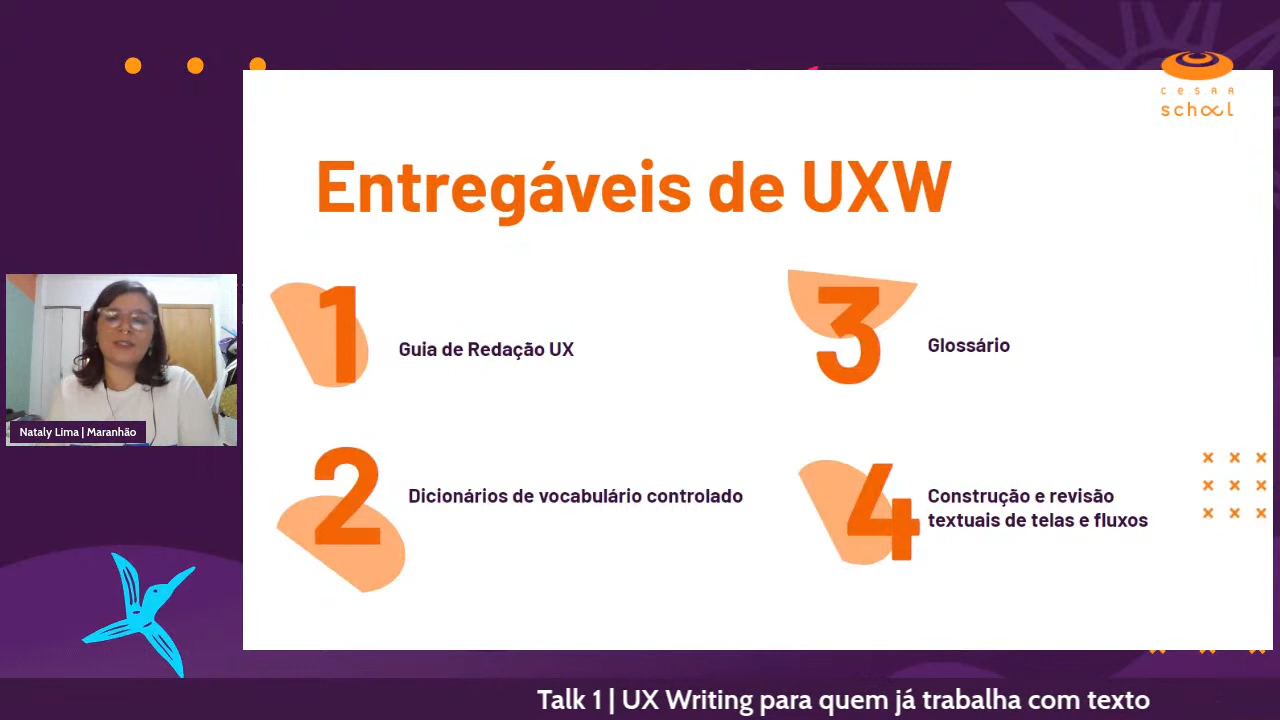 CESAR
school
Entregáveis de UXW
1
Guia de Redação UX
2
Dicionários de vocabulário controlado
3
Glossário
4
Construção e revisão
textuais de telas e fluxos
Nataly Lima | Maranhão
Talk 1 | UX Writing para quem já trabalha com texto